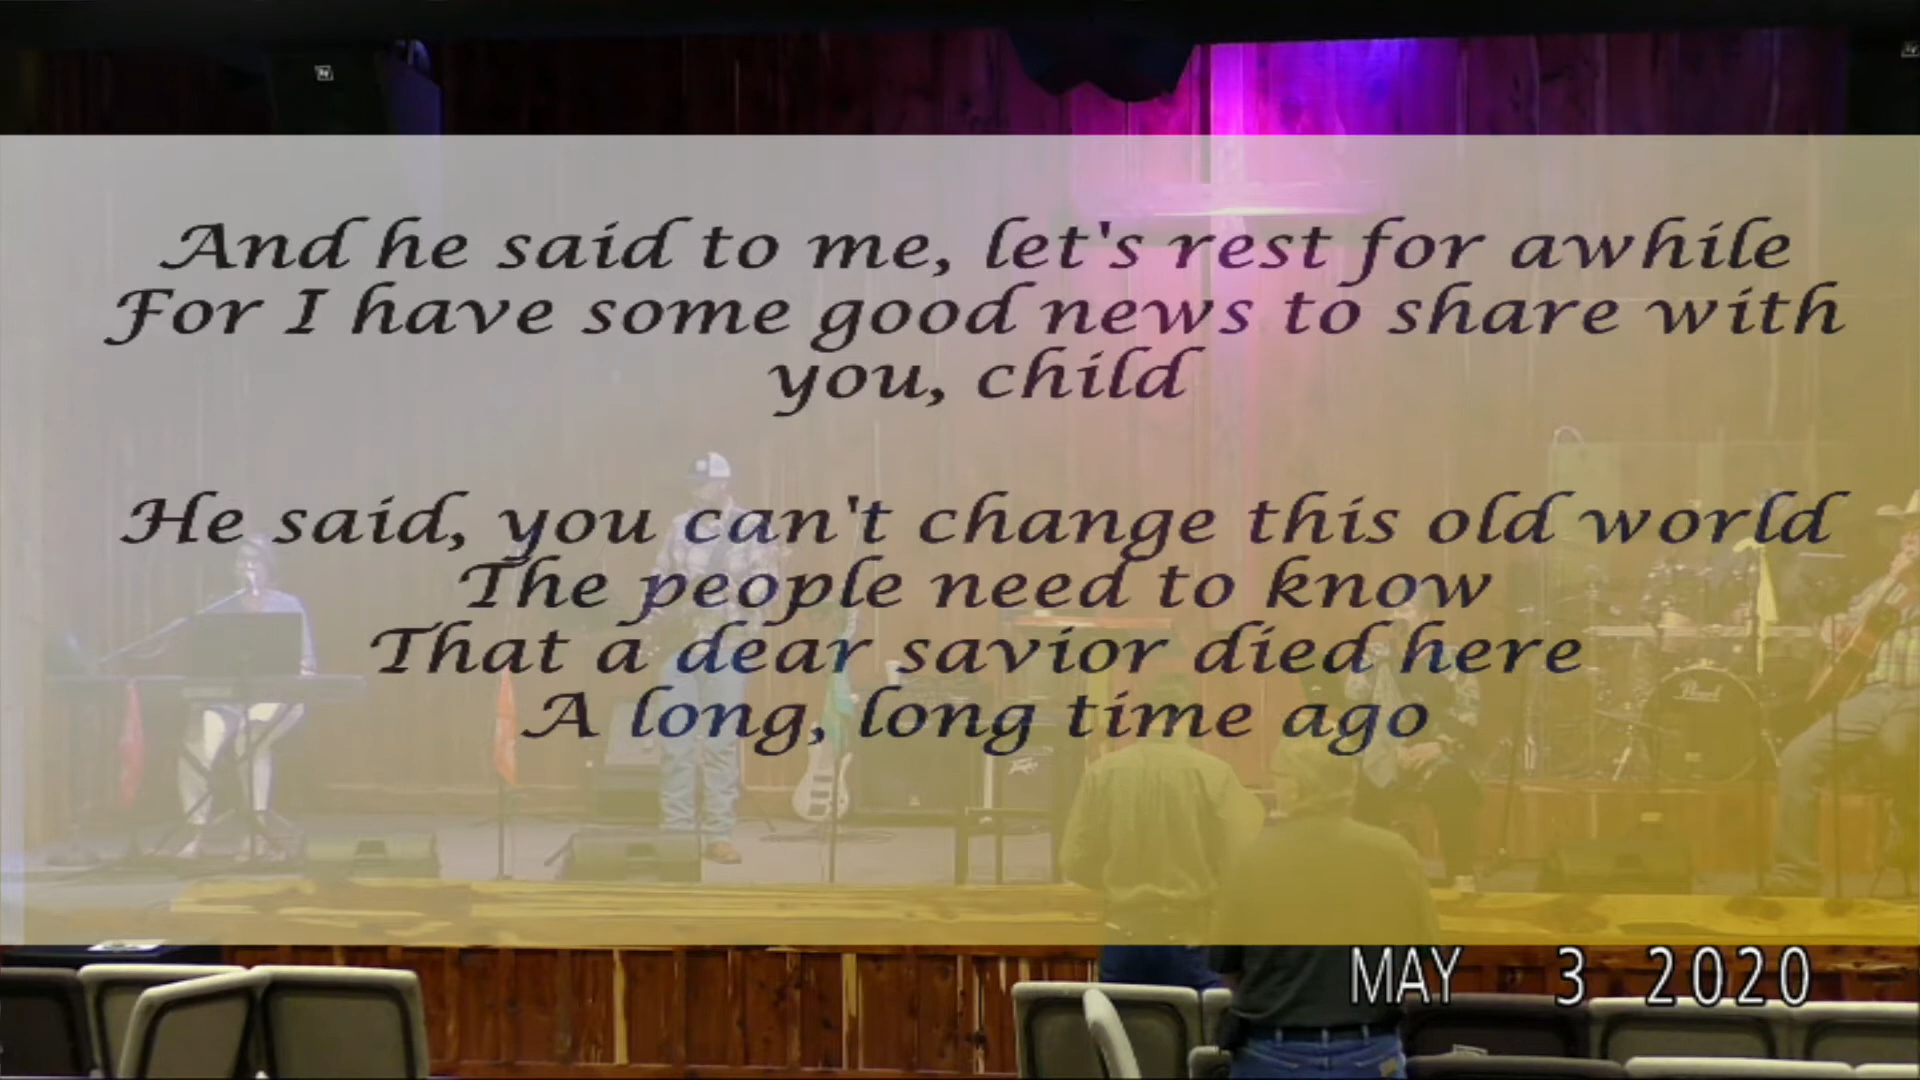 And he said to me, let's rest for awhile
For I have some good news to share with
you, child
He said, you can't change this old world
The people need to know
That a dear savior died here
A long, long time ago
Pearl
PEAVEY
MAY 3 2020